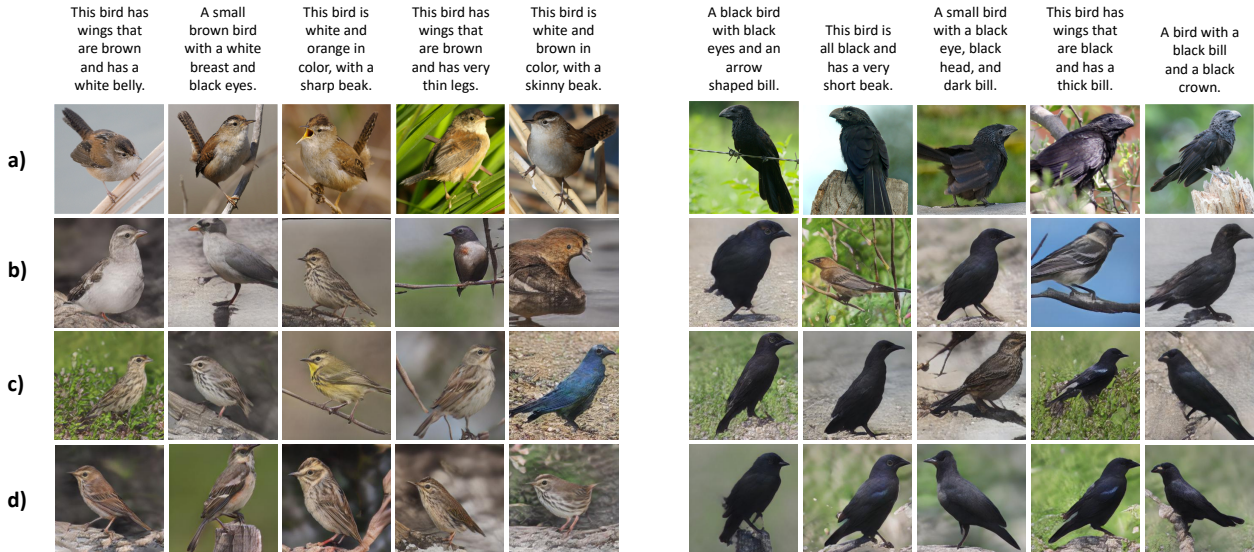 This bird has
wings that
are brown
and has a
white belly.
A small
brown bird
with a white
breast and
black eyes.
This bird is
white and
orange in
color, with a
sharp beak.
This bird has
wings that
are brown
and has very
thin legs.
This bird is
white and
brown in
color, with a
skinny beak.
A black bird
with black
eyes and an
arrow
shaped bill.
This bird is
all black and
has a very
short beak.
A small bird
with a black
eye, black
head, and
dark bill.
This bird has
wings that
are black
and has a
thick bill.
A bird with a
black bill
and a black
crown.
a)
b)
c)
d)